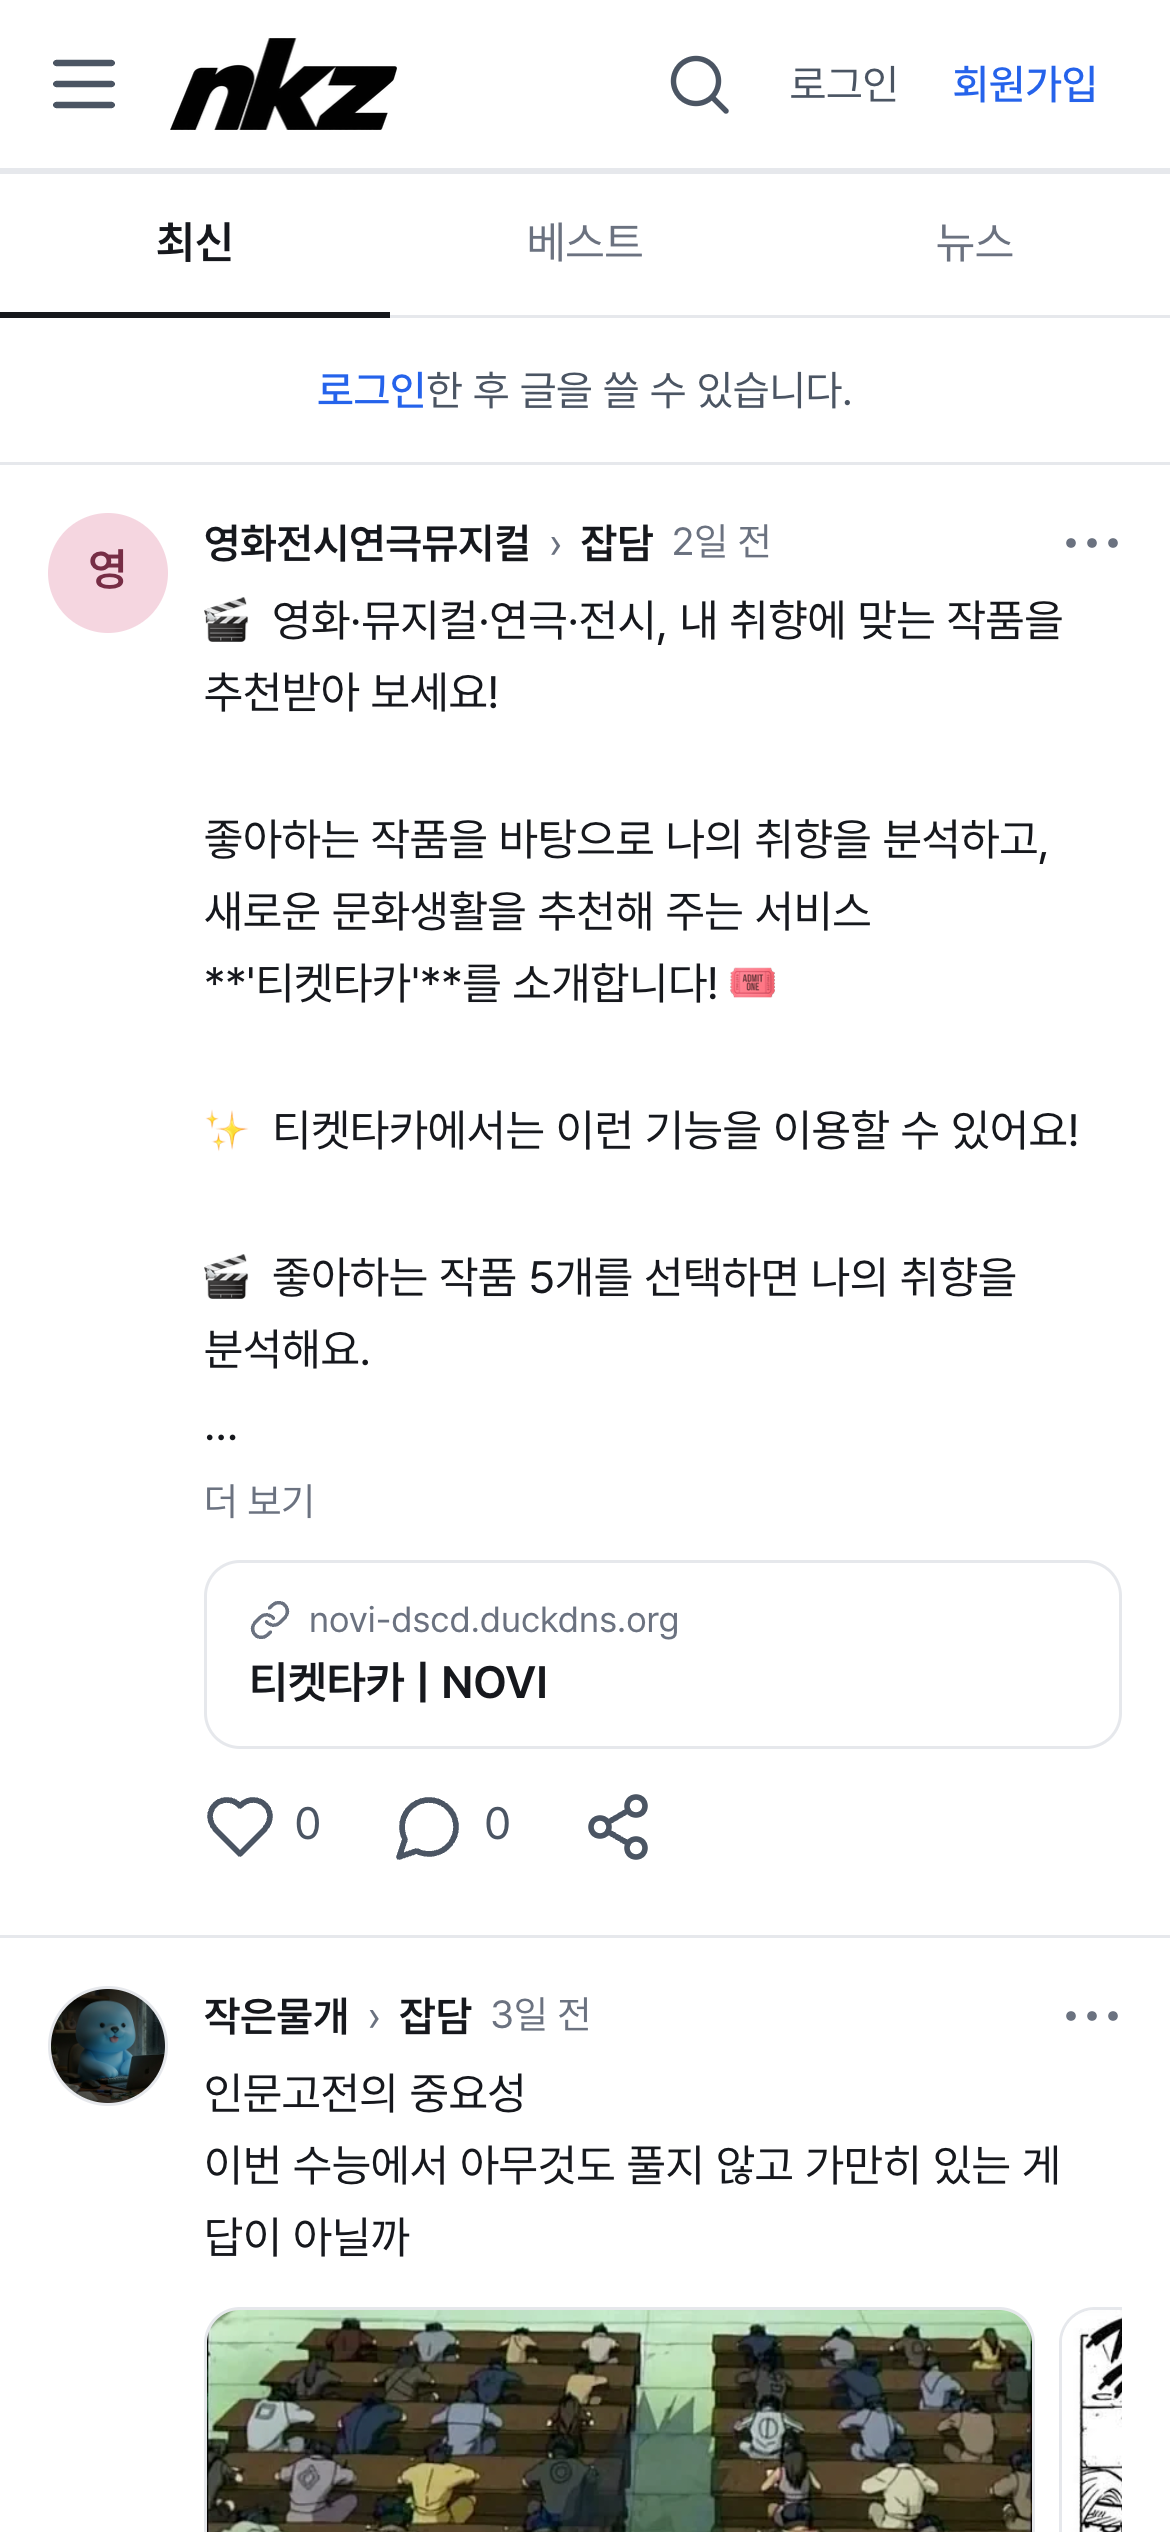 nkz
로그인
회원가입
최신
베스트
뉴스
로그인한 후 글을 쓸 수 있습니다.
영
영화전시연극뮤지컬 › 잡담 2일 전
🎬 영화·뮤지컬·연극·전시, 내 취향에 맞는 작품을
추천받아 보세요!
좋아하는 작품을 바탕으로 나의 취향을 분석하고,
새로운 문화생활을 추천해 주는 서비스
**'티켓타카'**를 소개합니다! 🎟️
✨ 티켓타카에서는 이런 기능을 이용할 수 있어요!
🎬 좋아하는 작품 5개를 선택하면 나의 취향을
분석해요.
...
더 보기
novi-dscd.duckdns.org
티켓타카 | NOVI
0
0
작은물개 › 잡담 3일 전
인문고전의 중요성
이번 수능에서 아무것도 풀지 않고 가만히 있는 게
답이 아닐까